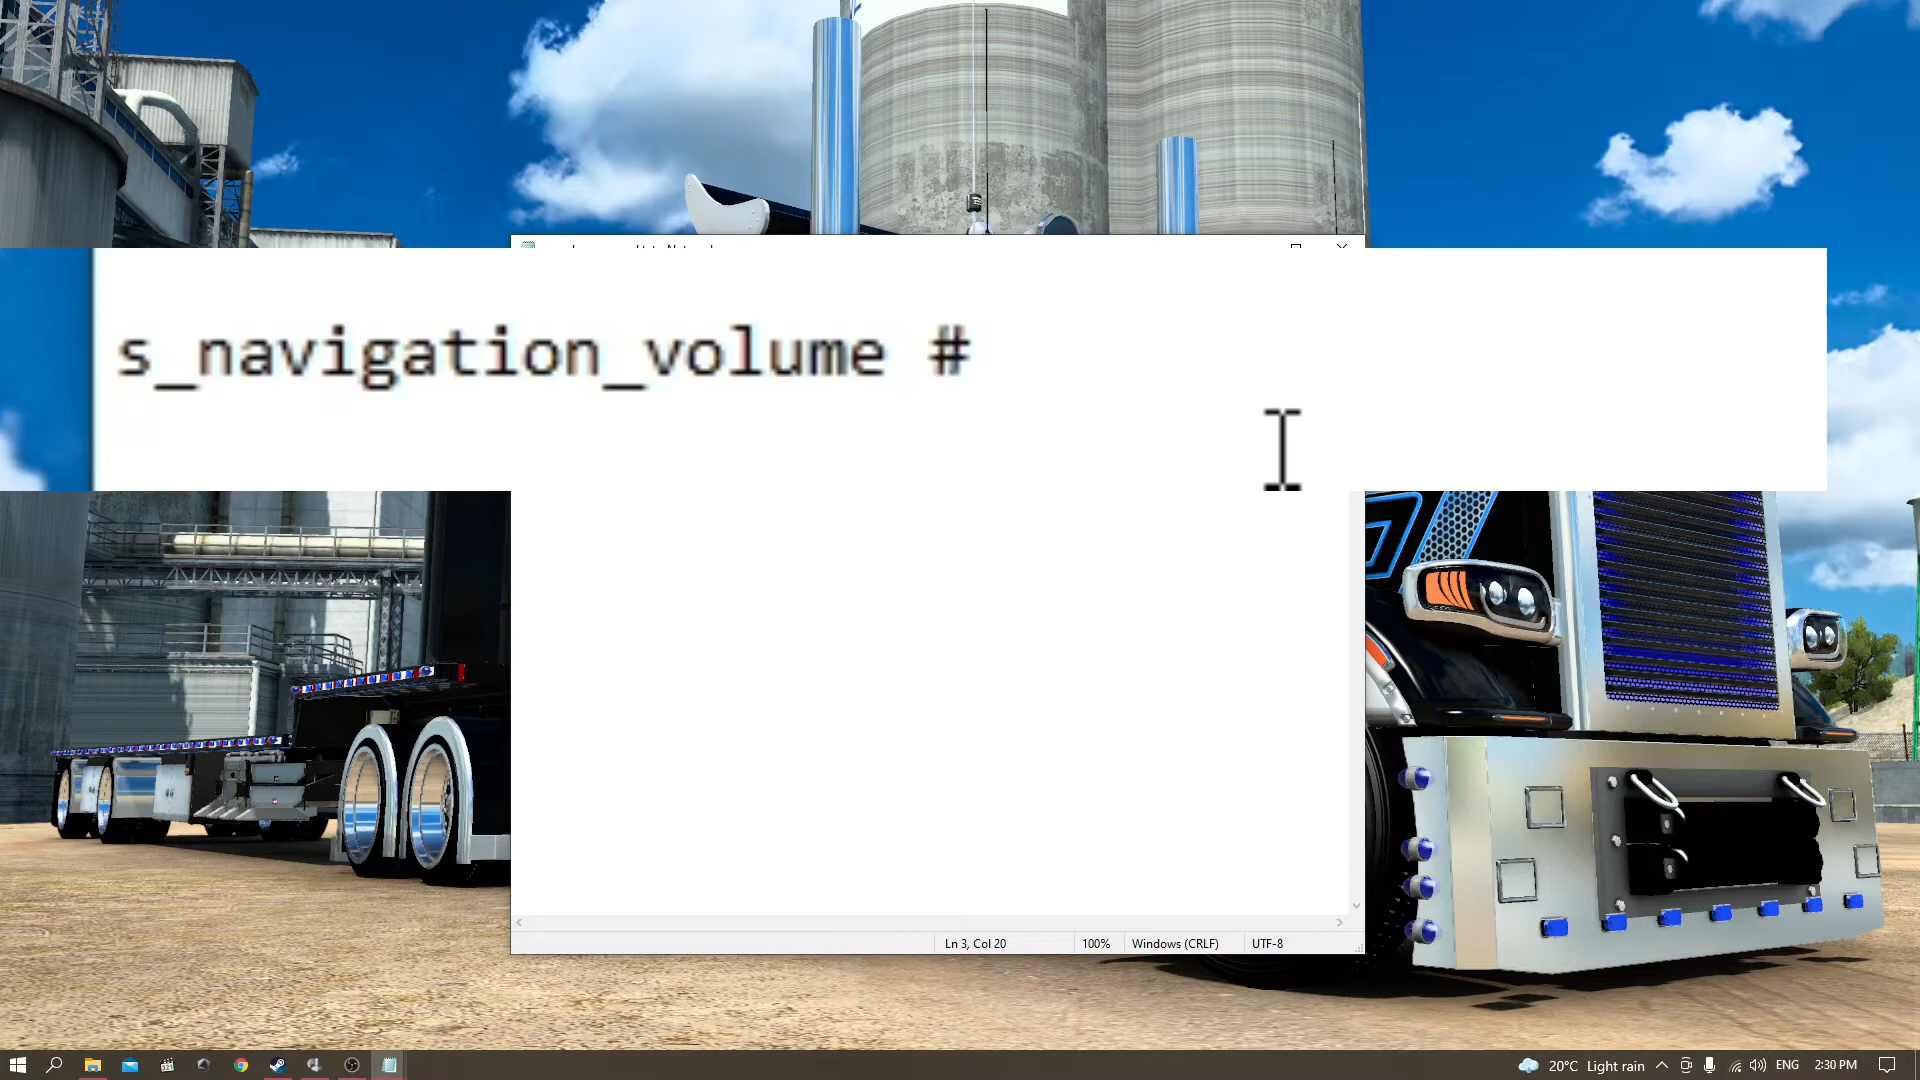 s_navigation_volume #
Ln 3, Col 20
100%
Windows (CRLF)
UTF-8
20°C Light rain
ENG
2:30 PM